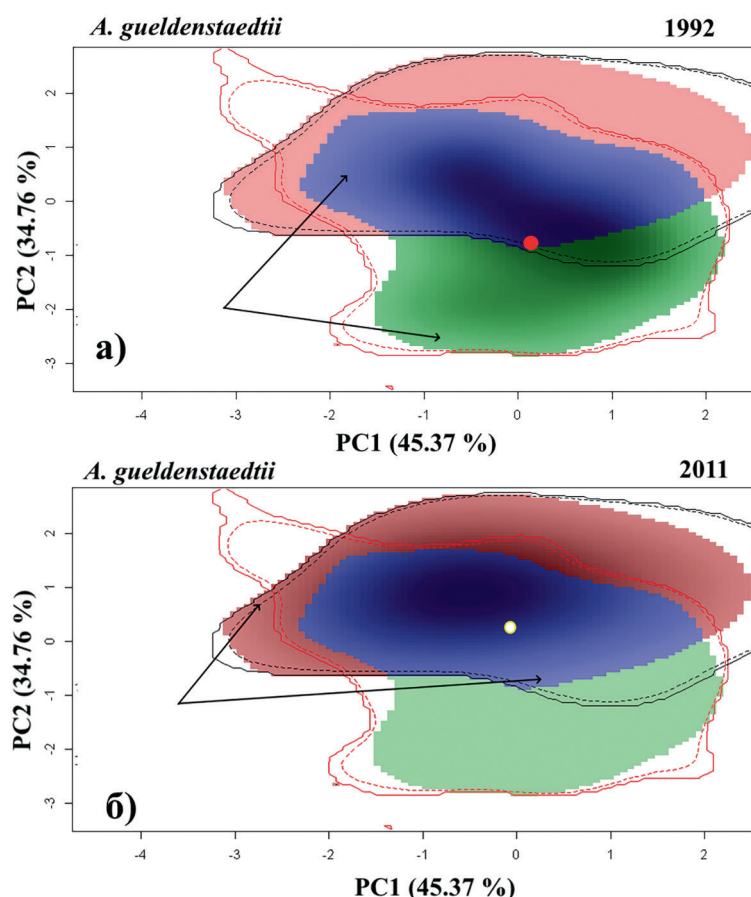 A. gueldenstaedtii 1992
PC2 (34.76 %)
2
1
0
-1
-2
-3
а)
-4 -3 -2 -1 0 1 2
PC1 (45.37 %)
A. gueldenstaedtii 2011
PC2 (34.76 %)
2
1
0
-1
-2
-3
б)
-4 -3 -2 -1 0 1 2
PC1 (45.37 %)